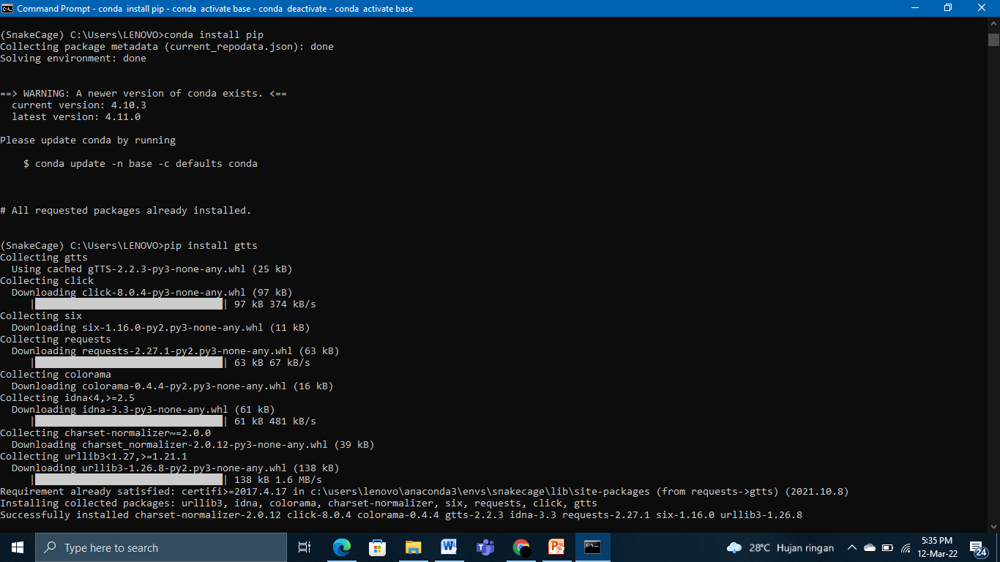 Command Prompt - conda  install pip - conda  activate base - conda  deactivate - conda  activate base
(SnakeCage) C:\Users\LENOVO>conda install pip
Collecting package metadata (current_repodata.json): done
Solving environment: done
==> WARNING: A newer version of conda exists. <==
  current version: 4.10.3
  latest version: 4.11.0
Please update conda by running
    $ conda update -n base -c defaults conda
# All requested packages already installed.
(SnakeCage) C:\Users\LENOVO>pip install gtts
Collecting gtts
  Using cached gTTS-2.2.3-py3-none-any.whl (25 kB)
Collecting click
  Downloading click-8.0.4-py3-none-any.whl (97 kB)
     |████████████████████████████████| 97 kB 374 kB/s
Collecting six
  Downloading six-1.16.0-py2.py3-none-any.whl (11 kB)
Collecting requests
  Downloading requests-2.27.1-py2.py3-none-any.whl (63 kB)
     |████████████████████████████████| 63 kB 67 kB/s
Collecting colorama
  Downloading colorama-0.4.4-py2.py3-none-any.whl (16 kB)
Collecting idna<4,>=2.5
  Downloading idna-3.3-py3-none-any.whl (61 kB)
     |████████████████████████████████| 61 kB 481 kB/s
Collecting charset-normalizer~=2.0.0
  Downloading charset_normalizer-2.0.12-py3-none-any.whl (39 kB)
Collecting urllib3<1.27,>=1.21.1
  Downloading urllib3-1.26.8-py2.py3-none-any.whl (138 kB)
     |████████████████████████████████| 138 kB 1.6 MB/s
Requirement already satisfied: certifi>=2017.4.17 in c:\users\lenovo\anaconda3\envs\snakecage\lib\site-packages (from requests->gtts) (2021.10.8)
Installing collected packages: urllib3, idna, colorama, charset-normalizer, six, requests, click, gtts
Successfully installed charset-normalizer-2.0.12 click-8.0.4 colorama-0.4.4 gtts-2.2.3 idna-3.3 requests-2.27.1 six-1.16.0 urllib3-1.26.8
Type here to search
28°C  Hujan ringan
5:35 PM
12-Mar-22
24